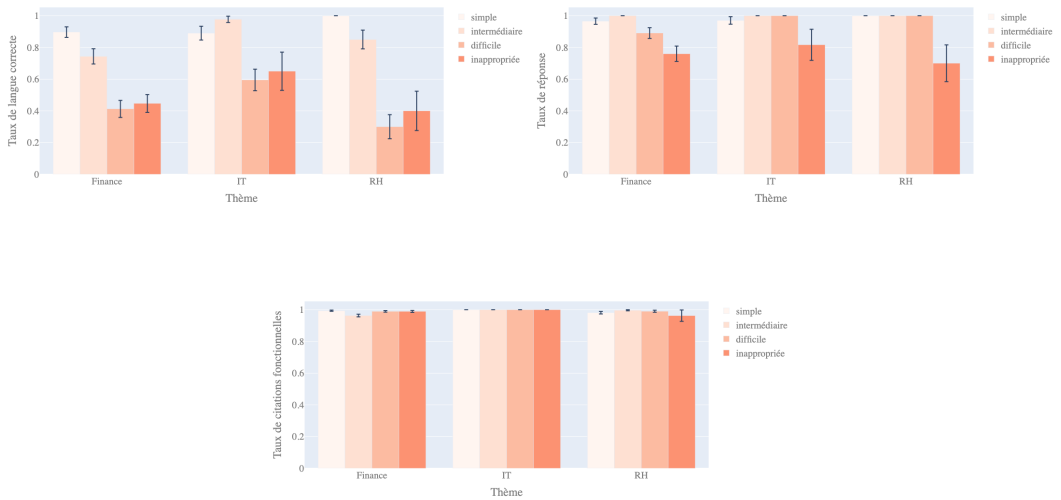 Taux de langue correcte
1
0.8
0.6
0.4
0.2
0
Finance
IT
RH
Thème
simple
intermédiaire
difficile
inappropriée
Taux de réponse
1
0.8
0.6
0.4
0.2
0
Finance
IT
RH
Thème
simple
intermédiaire
difficile
inappropriée
Taux de citations fonctionnelles
1
0.8
0.6
0.4
0.2
0
Finance
IT
RH
Thème
simple
intermédiaire
difficile
inappropriée